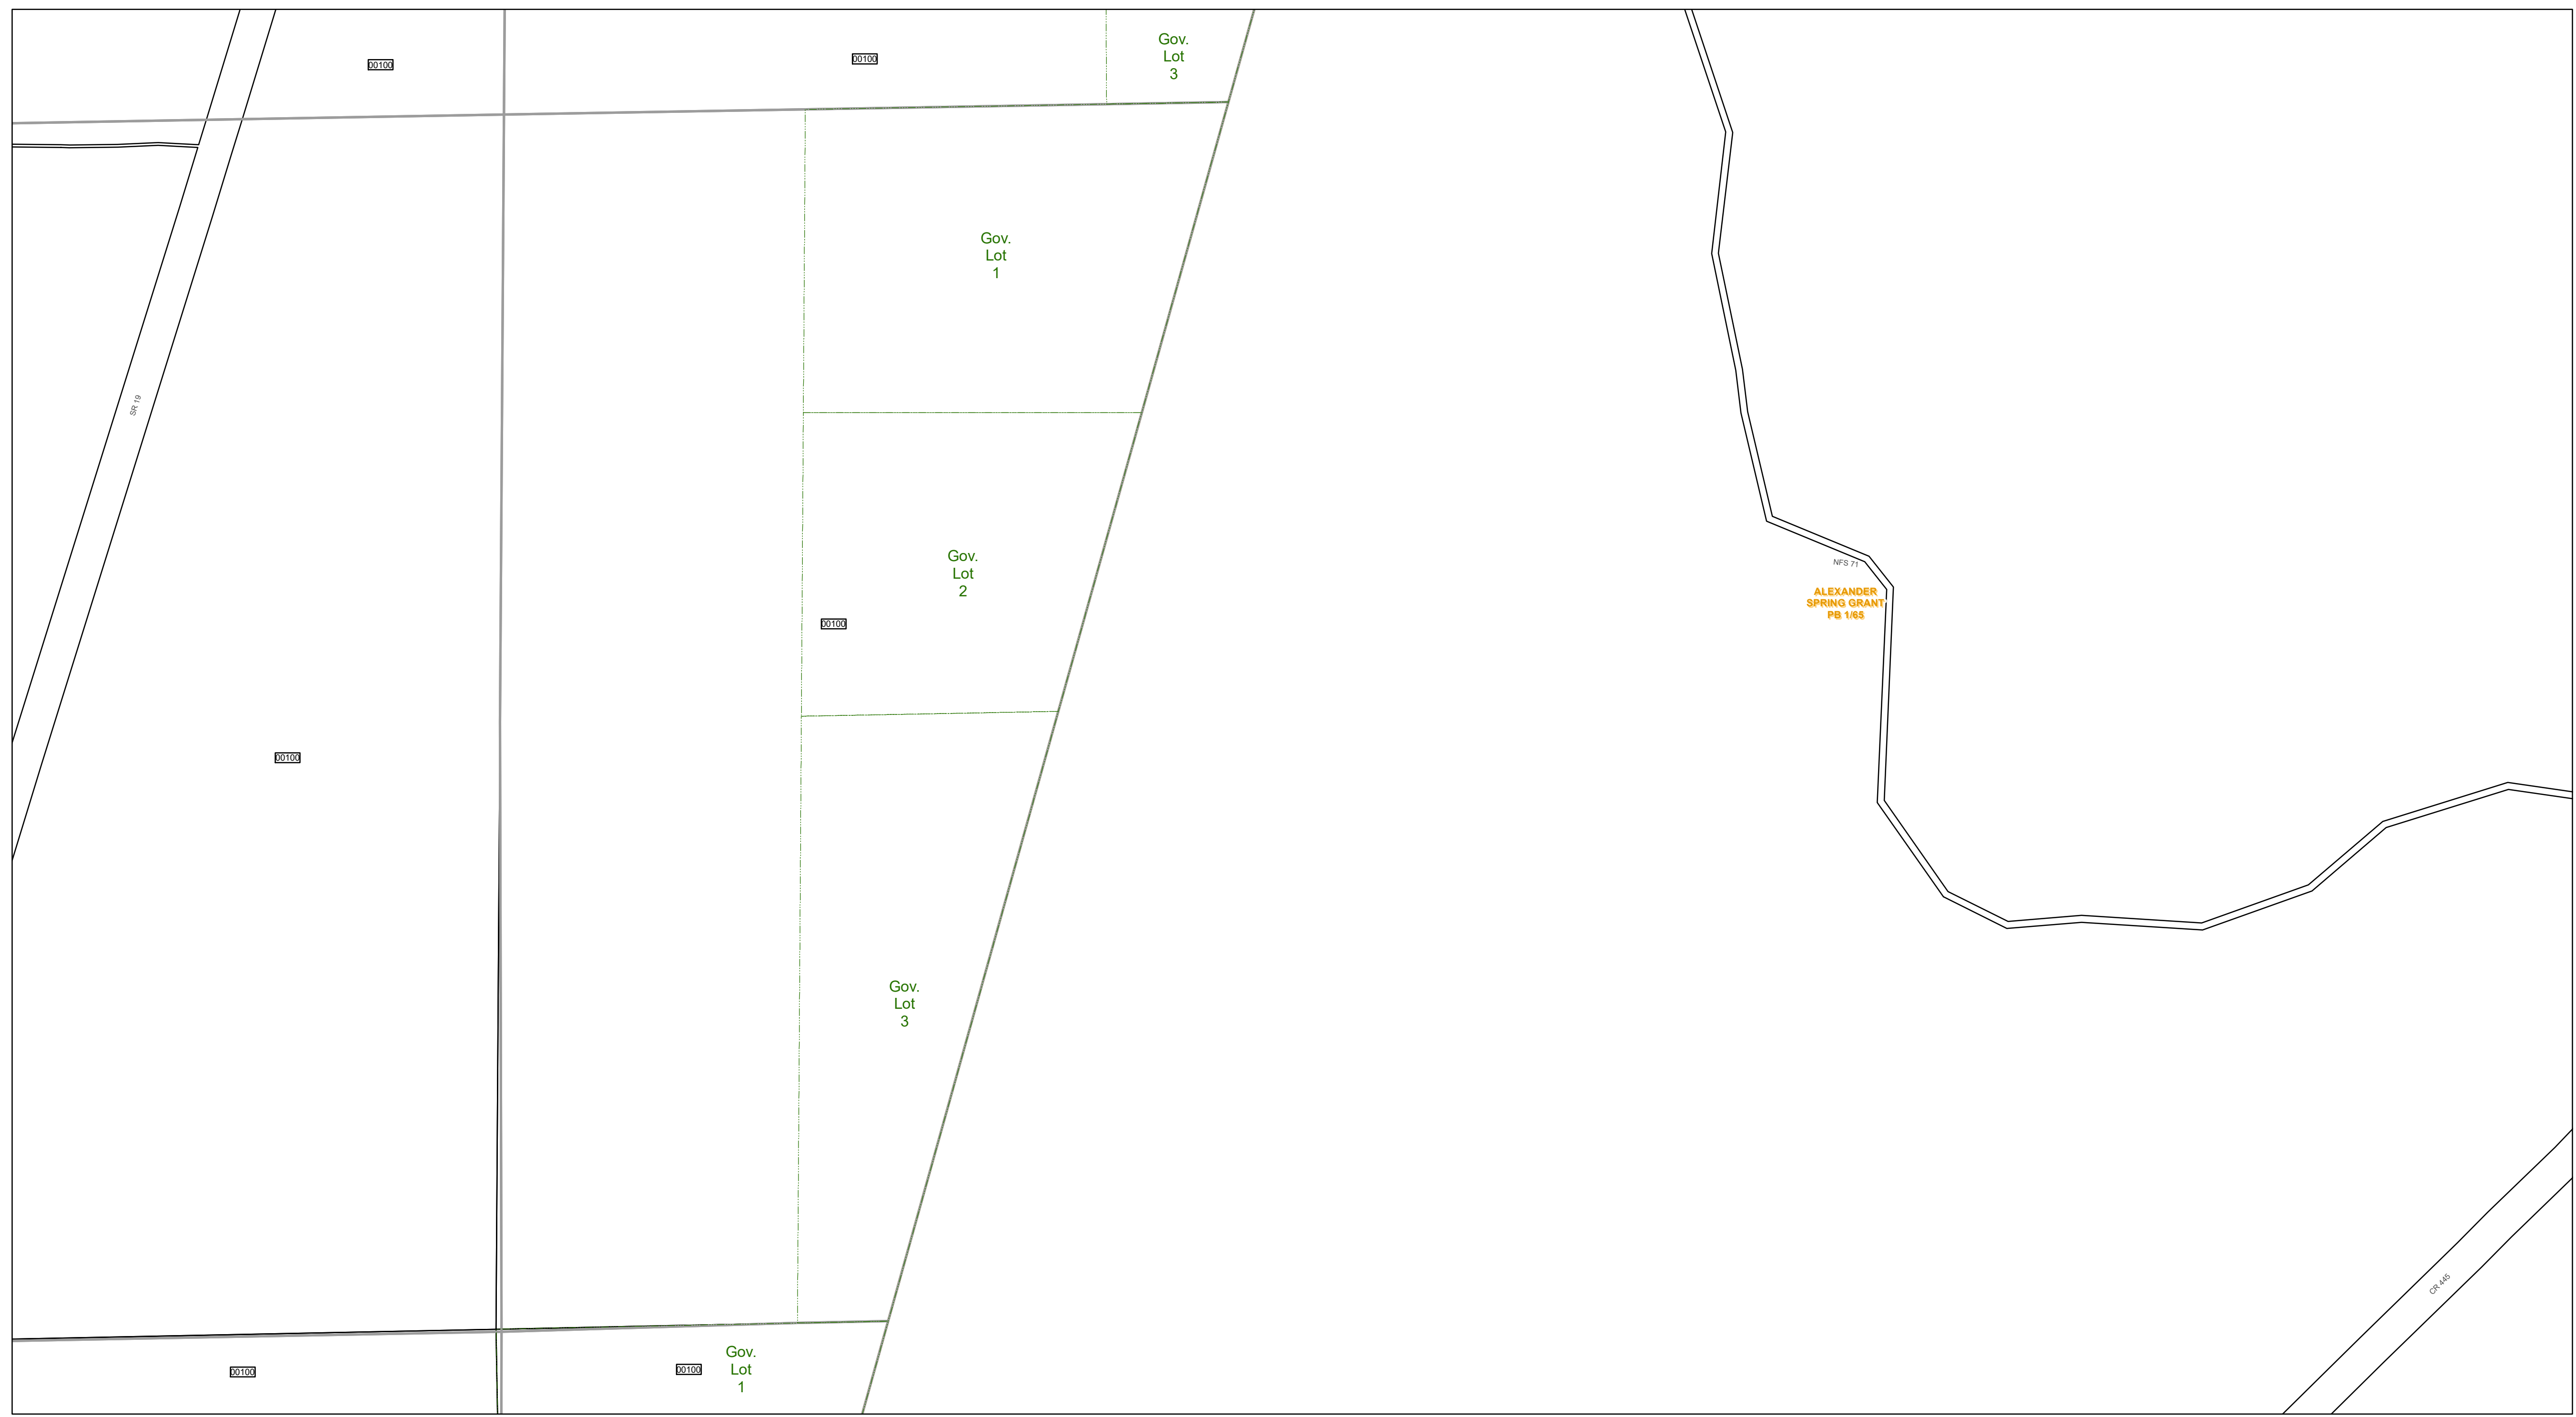 Gov.
Lot
3
00100
00100
Gov.
Lot
1
SR 19
Gov.
Lot
2
NFS 71
ALEXANDER
SPRING GRANT
PB 1/65
00100
00100
Gov.
Lot
3
CR 445
Gov.
Lot
1
00100
00100